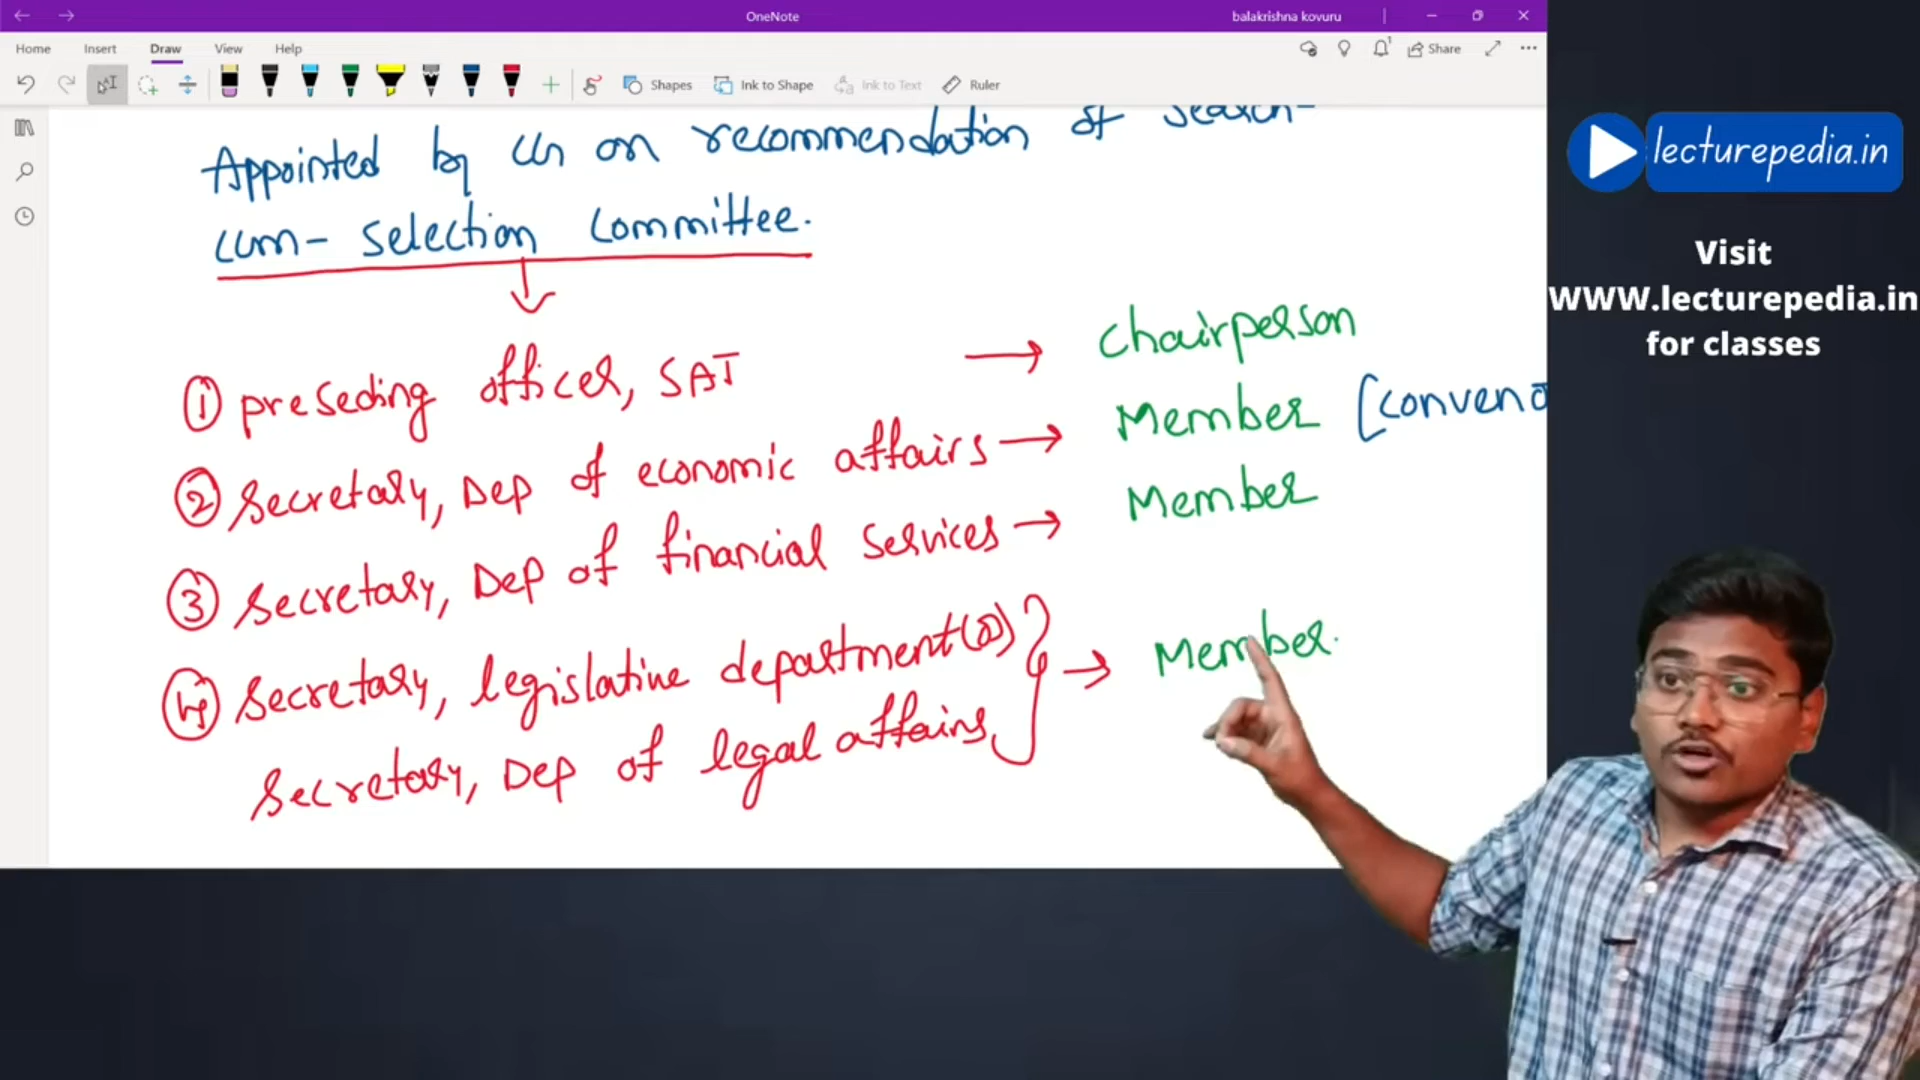 OneNote
balakrishna kovuru
Home Insert Draw View Help
1
Share
Shapes
Ink to Shape
Ink to Text
Ruler
Appointed by CG on recommendation of search-
cum- selection committee.
① preseding officer, SAT → chairperson
② secretary, Dep of economic affairs → Member [conveno
③ secretary, Dep of financial services → Member
④ secretary, legislative department(or) } → Member.
secretary, Dep of legal affairs
lecturepedia.in
Visit
WWW.lecturepedia.in
for classes